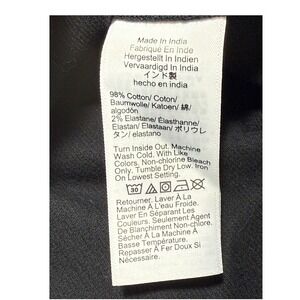 Made In India
Fabriqué En Inde
Hergestellt In Indien
Vervaardigd In India
インド製
hecho en india
98% Cotton/ Coton/
Baumwolle/ Katoen/ 綿/
algodón
2% Elastane/ Élasthanne/
Elastan/ Elastaan/ ポリウレ
タン/ elastano
Turn Inside Out. Machine
Wash Cold. With Like
Colors. Non-chlorine Bleach
Only. Tumble Dry Low. Iron
On Lowest Setting.
30
Retourner. Laver À La
Machine À L'eau Froide.
Laver En Séparant Les
Couleurs. Seulement Agent
De Blanchiment Non Chloré.
Sécher À La Machine À
Basse Température.
Repasser À Fer Doux Si
Nécessaire.